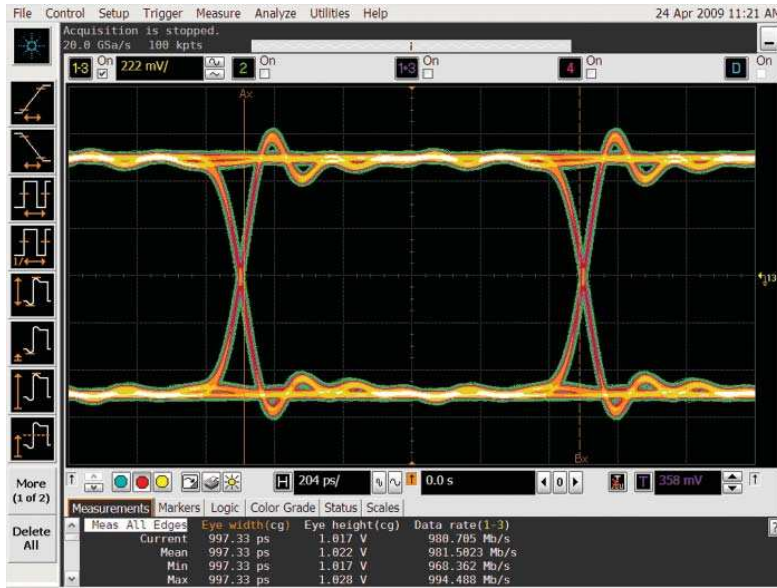 File Control Setup Trigger Measure Analyze Utilities Help 24 Apr 2009 11:21 AM
Acquisition is stopped.
20.0 GSa/s 100 kpts
1-3 On 222 mV/ 2 On 1•3 On 4 On D On
Ax
13
Bx
More
(1 of 2)
Delete
All
H 204 ps/ 0.0 s 0 T 358 mV
Measurements Markers Logic Color Grade Status Scales
Meas All Edges Eye width(cg) Eye height(cg) Data rate(1-3)
Current 997.33 ps 1.017 V 980.705 Mb/s
Mean 997.33 ps 1.022 V 981.5023 Mb/s
Min 997.33 ps 1.017 V 968.362 Mb/s
Max 997.33 ps 1.028 V 994.488 Mb/s